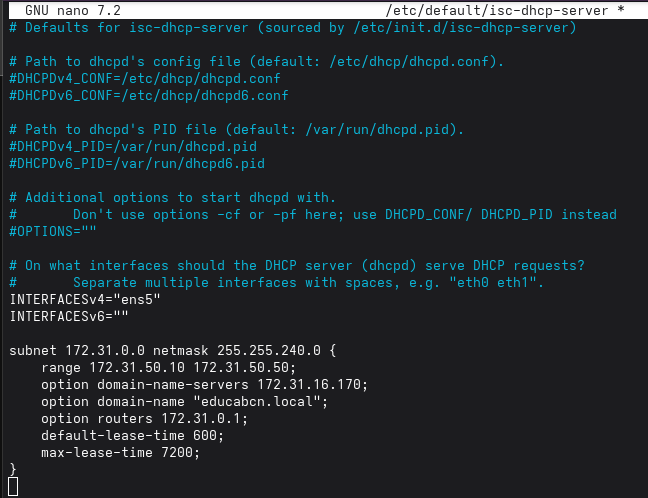 GNU nano 7.2 /etc/default/isc-dhcp-server *
# Defaults for isc-dhcp-server (sourced by /etc/init.d/isc-dhcp-server)

# Path to dhcpd's config file (default: /etc/dhcp/dhcpd.conf).
#DHCPDv4_CONF=/etc/dhcp/dhcpd.conf
#DHCPDv6_CONF=/etc/dhcp/dhcpd6.conf

# Path to dhcpd's PID file (default: /var/run/dhcpd.pid).
#DHCPDv4_PID=/var/run/dhcpd.pid
#DHCPDv6_PID=/var/run/dhcpd6.pid

# Additional options to start dhcpd with.
#       Don't use options -cf or -pf here; use DHCPD_CONF/ DHCPD_PID instead
#OPTIONS=""

# On what interfaces should the DHCP server (dhcpd) serve DHCP requests?
#       Separate multiple interfaces with spaces, e.g. "eth0 eth1".
INTERFACESv4="ens5"
INTERFACESv6=""

subnet 172.31.0.0 netmask 255.255.240.0 {
    range 172.31.50.10 172.31.50.50;
    option domain-name-servers 172.31.16.170;
    option domain-name "educabcn.local";
    option routers 172.31.0.1;
    default-lease-time 600;
    max-lease-time 7200;
}